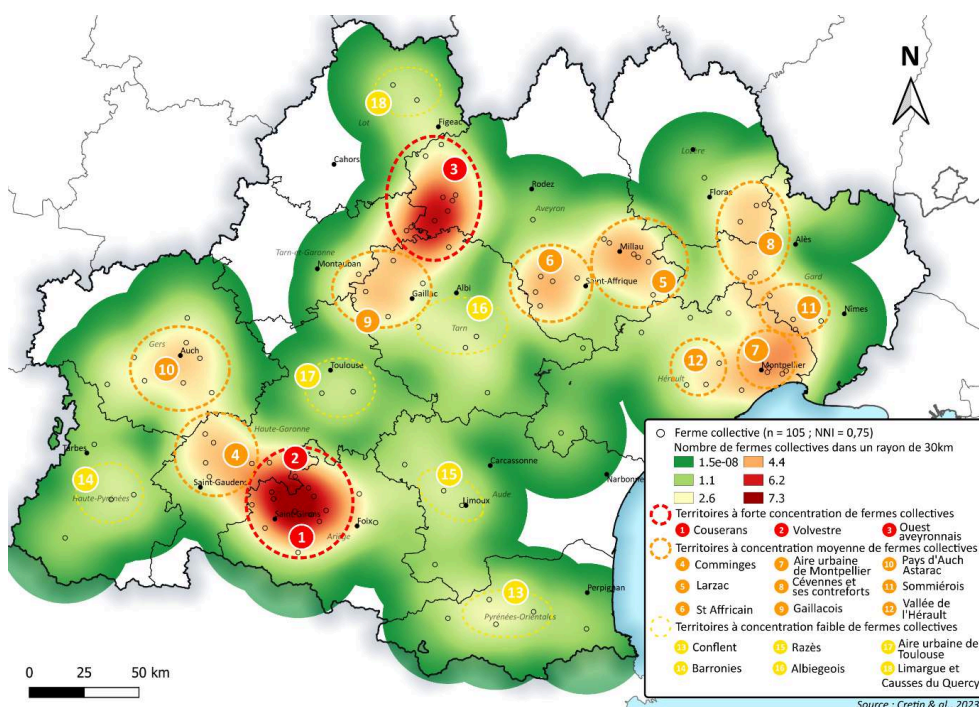 N
18
Lot
Figeac
Cahors
3
Rodez
Aveyron
Lozère
Florac
8
Alès
Gard
Tarn-et-Garonne
Montauban
9
Gaillac
Albi
16
Tarn
6
Saint-Affrique
Millau
5
11
Nîmes
7
Montpellier
12
Hérault
Gers
Auch
10
17
Toulouse
Haute-Garonne
4
Saint-Gaudens
Tarbes
14
Haute-Pyrénées
2
Saint-Girons
1
Foix
Ariège
Carcassonne
15
Limoux
Aude
Narbonne
13
Pyrénées-Orientales
Perpignan
0 25 50 km
Ferme collective (n = 105 ; NNI = 0,75)
Nombre de fermes collectives dans un rayon de 30km
1.5e-08 4.4
1.1 6.2
2.6 7.3
Territoires à forte concentration de fermes collectives
1 Couserans 2 Volvestre 3 Ouest aveyronnais
Territoires à concentration moyenne de fermes collectives
4 Comminges 7 Aire urbaine de Montpellier 10 Pays d'Auch Astarac
5 Larzac 8 Cévennes et ses contreforts 11 Sommiérois
6 St Africain 9 Gaillacois 12 Vallée de l'Hérault
Territoires à concentration faible de fermes collectives
13 Conflent 15 Razès 17 Aire urbaine de Toulouse
14 Barronies 16 Albiegeois 18 Limargue et Causses du Quercy
Source : Cretin & al., 2023